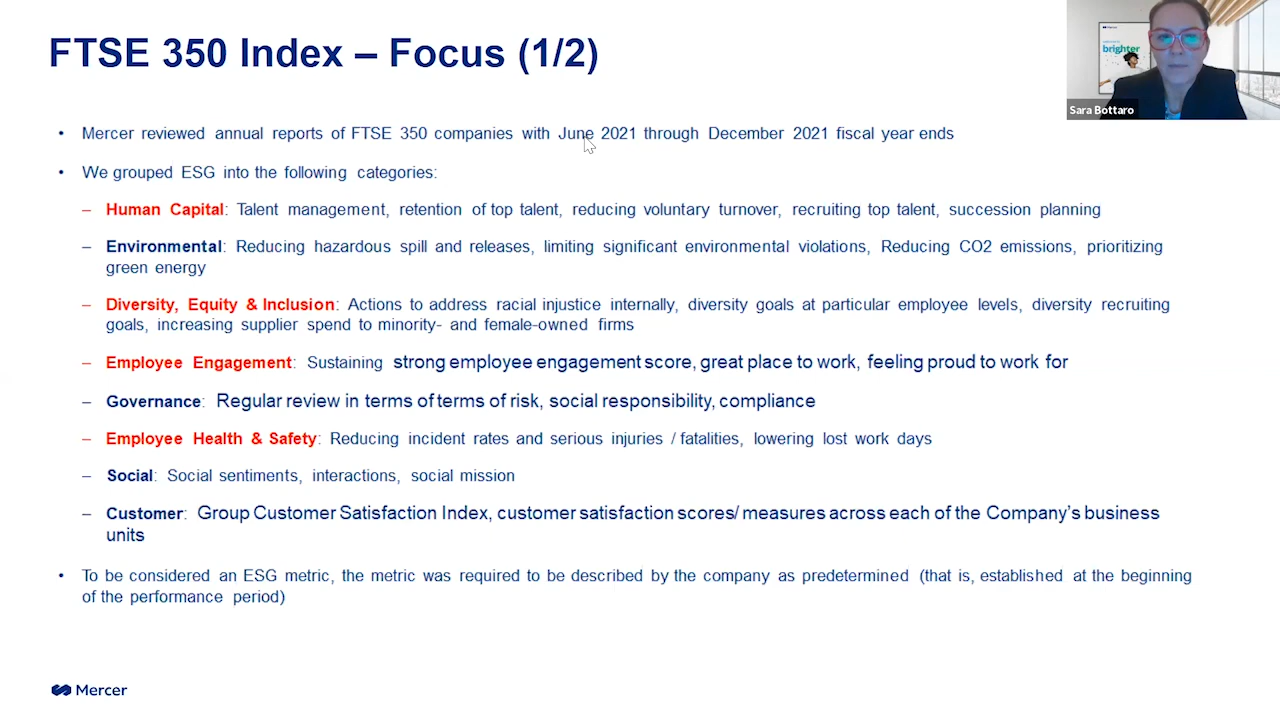 FTSE 350 Index – Focus (1/2)
Mercer
brighter
Sara Bottaro
• Mercer reviewed annual reports of FTSE 350 companies with June 2021 through December 2021 fiscal year ends
• We grouped ESG into the following categories:
– Human Capital: Talent management, retention of top talent, reducing voluntary turnover, recruiting top talent, succession planning
– Environmental: Reducing hazardous spill and releases, limiting significant environmental violations, Reducing CO2 emissions, prioritizing
green energy
– Diversity, Equity & Inclusion: Actions to address racial injustice internally, diversity goals at particular employee levels, diversity recruiting
goals, increasing supplier spend to minority- and female-owned firms
– Employee Engagement: Sustaining strong employee engagement score, great place to work, feeling proud to work for
– Governance: Regular review in terms of terms of risk, social responsibility, compliance
– Employee Health & Safety: Reducing incident rates and serious injuries / fatalities, lowering lost work days
– Social: Social sentiments, interactions, social mission
– Customer: Group Customer Satisfaction Index, customer satisfaction scores/ measures across each of the Company's business
units
• To be considered an ESG metric, the metric was required to be described by the company as predetermined (that is, established at the beginning
of the performance period)
Mercer